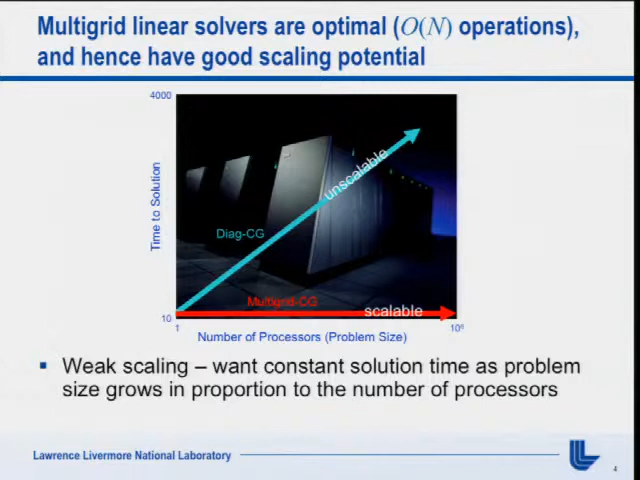 Multigrid linear solvers are optimal (O(N) operations),
and hence have good scaling potential
4000
Time to Solution
unscalable
Diag-CG
Multigrid-CG
scalable
10
1
10⁶
Number of Processors (Problem Size)
▪ Weak scaling – want constant solution time as problem
size grows in proportion to the number of processors
Lawrence Livermore National Laboratory
4